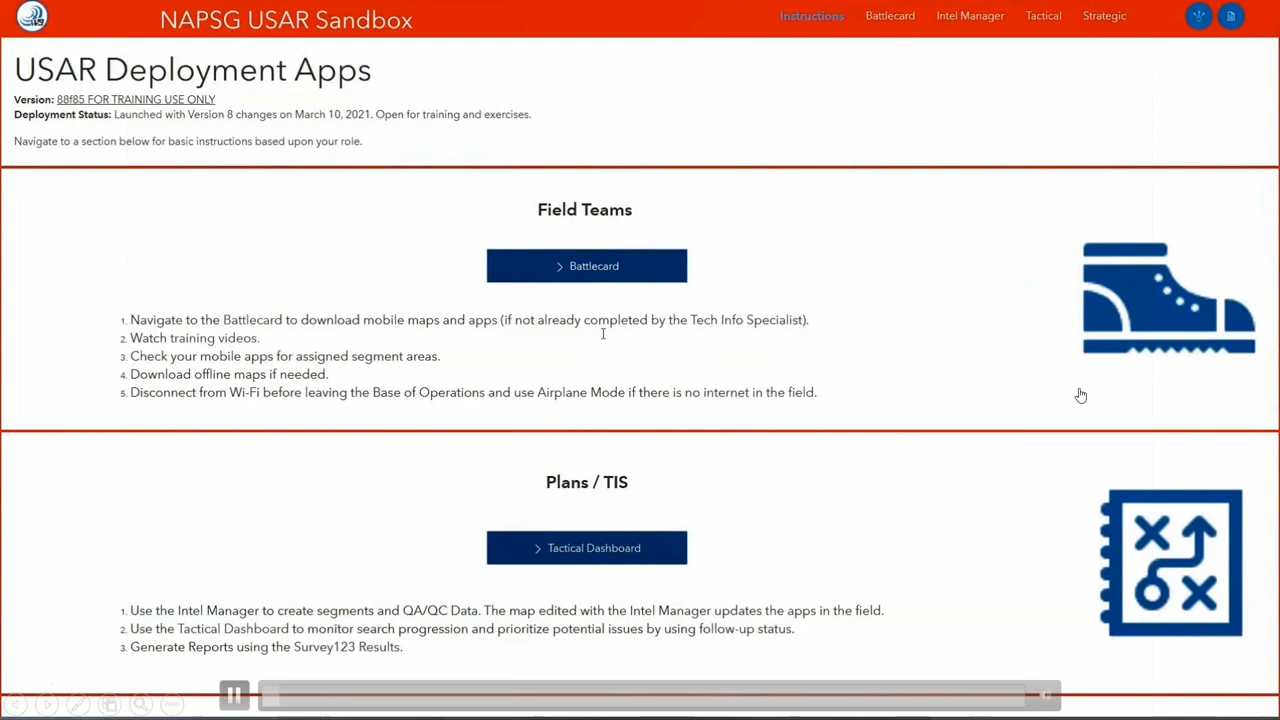 NAPSG USAR Sandbox
Instructions
Battlecard
Intel Manager
Tactical
Strategic
USAR Deployment Apps
Version: 88f85 FOR TRAINING USE ONLY
Deployment Status: Launched with Version 8 changes on March 10, 2021. Open for training and exercises.
Navigate to a section below for basic instructions based upon your role.
Field Teams
Battlecard
1. Navigate to the Battlecard to download mobile maps and apps (if not already completed by the Tech Info Specialist).
2. Watch training videos.
3. Check your mobile apps for assigned segment areas.
4. Download offline maps if needed.
5. Disconnect from Wi-Fi before leaving the Base of Operations and use Airplane Mode if there is no internet in the field.
Plans / TIS
Tactical Dashboard
1. Use the Intel Manager to create segments and QA/QC Data. The map edited with the Intel Manager updates the apps in the field.
2. Use the Tactical Dashboard to monitor search progression and prioritize potential issues by using follow-up status.
3. Generate Reports using the Survey123 Results.